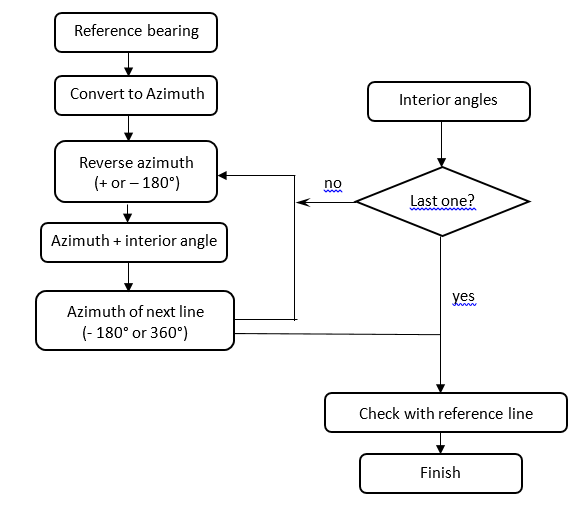 Reference bearing
Convert to Azimuth
Reverse azimuth
(+ or – 180°)
Azimuth + interior angle
Azimuth of next line
(- 180° or 360°)
Interior angles
Last one?
no
yes
Check with reference line
Finish